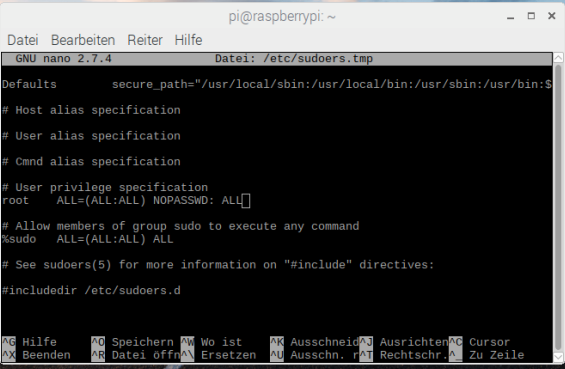 pi@raspberrypi: ~
Datei Bearbeiten Reiter Hilfe
GNU nano 2.7.4 Datei: /etc/sudoers.tmp
Defaults secure_path="/usr/local/sbin:/usr/local/bin:/usr/sbin:/usr/bin:$
# Host alias specification
# User alias specification
# Cmnd alias specification
# User privilege specification
root ALL=(ALL:ALL) NOPASSWD: ALL
# Allow members of group sudo to execute any command
%sudo ALL=(ALL:ALL) ALL
# See sudoers(5) for more information on "#include" directives:
#includedir /etc/sudoers.d
^G Hilfe ^O Speichern ^W Wo ist ^K Ausschneid^J Ausrichten^C Cursor
^X Beenden ^R Datei öffn^\ Ersetzen ^U Ausschn. r^T Rechtschr.^_ Zu Zeile